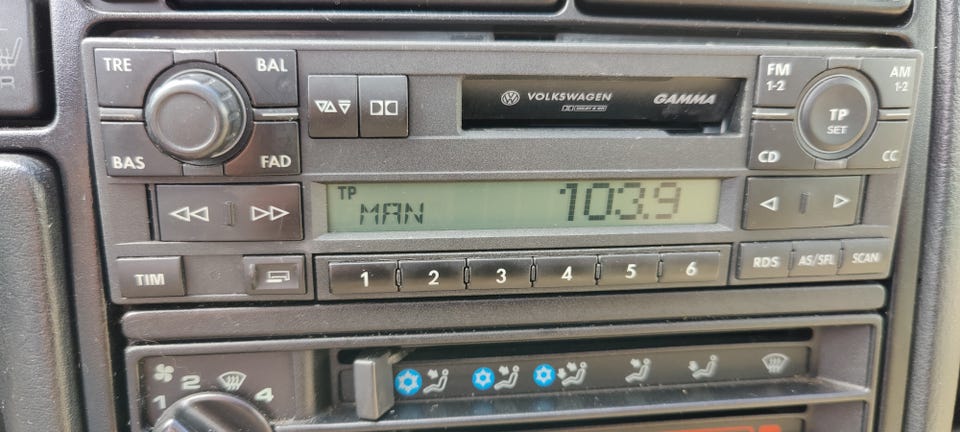 TRE
BAL
BAS
FAD
VOLKSWAGEN
GAMMA
FM
1-2
AM
1-2
TP
SET
CD
CC
TP
MAN
103.9
TIM
1
2
3
4
5
6
RDS
AS/SFL
SCAN
R
1
2
4